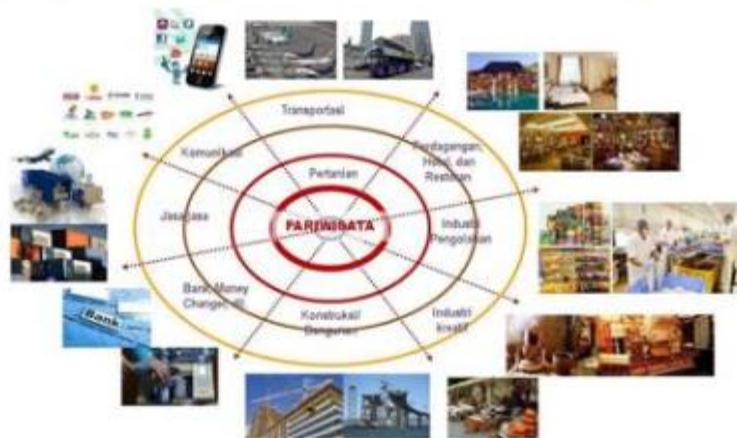 Transportasi
Komunikasi
Perdagangan,
Hotel, dan
Restoran
Pertanian
Jasa-jasa
PARIWISATA
Industri
Pengolahan
Bank, Money
Changer, dll
Konstruksi
Bangunan
Industri
kreatif
Bank